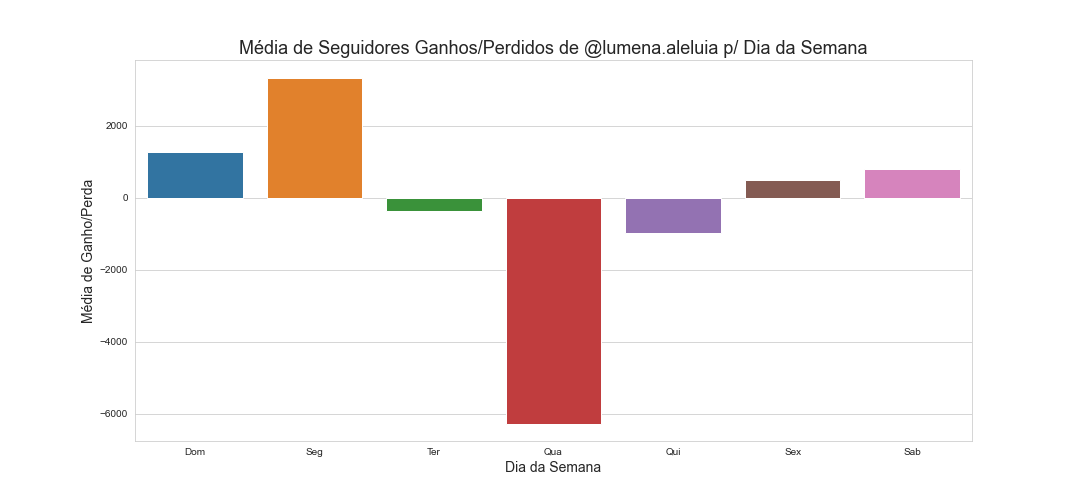 Média de Seguidores Ganhos/Perdidos de @lumena.aleluia p/ Dia da Semana
Média de Ganho/Perda
2000
0
−2000
−4000
−6000
Dom Seg Ter Qua Qui Sex Sab
Dia da Semana